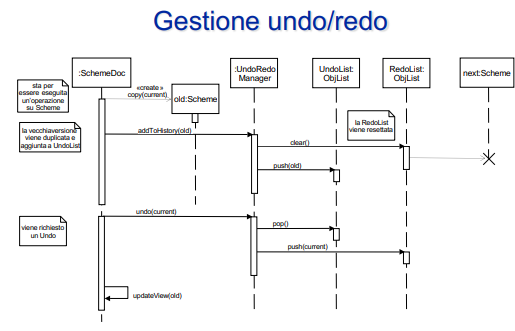 Gestione undo/redo
:SchemeDoc
:UndoRedo
Manager
UndoList:
ObjList
RedoList:
ObjList
next:Scheme
sta per
essere eseguita
un'operazione
su Scheme
«create »
copy(current)
old:Scheme
la vecchiaversione
viene duplicata e
aggiunta a UndoList
addToHistory(old)
la RedoList
viene resettata
clear()
push(old)
undo(current)
viene richiesto
un Undo
pop()
push(current)
updateView(old)